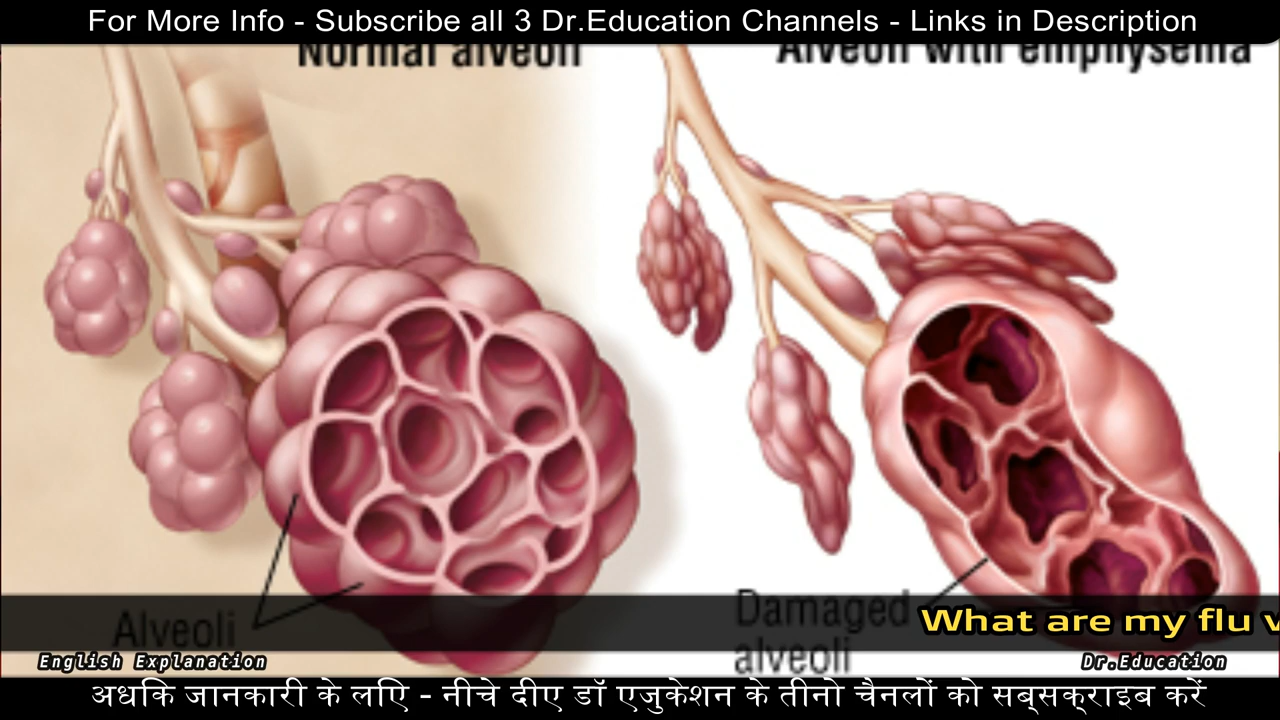 For More Info - Subscribe all 3 Dr.Education Channels - Links in Description
Normal alveoli
Alveoli with emphysema
Alveoli
Damaged
alveoli
What are my flu
English Explanation
Dr.Education
अधकि जानकारी के लएि - नीचे दीए डॉ एजुकेशन के तीनो चैनलों को सब्सक्राइब करें